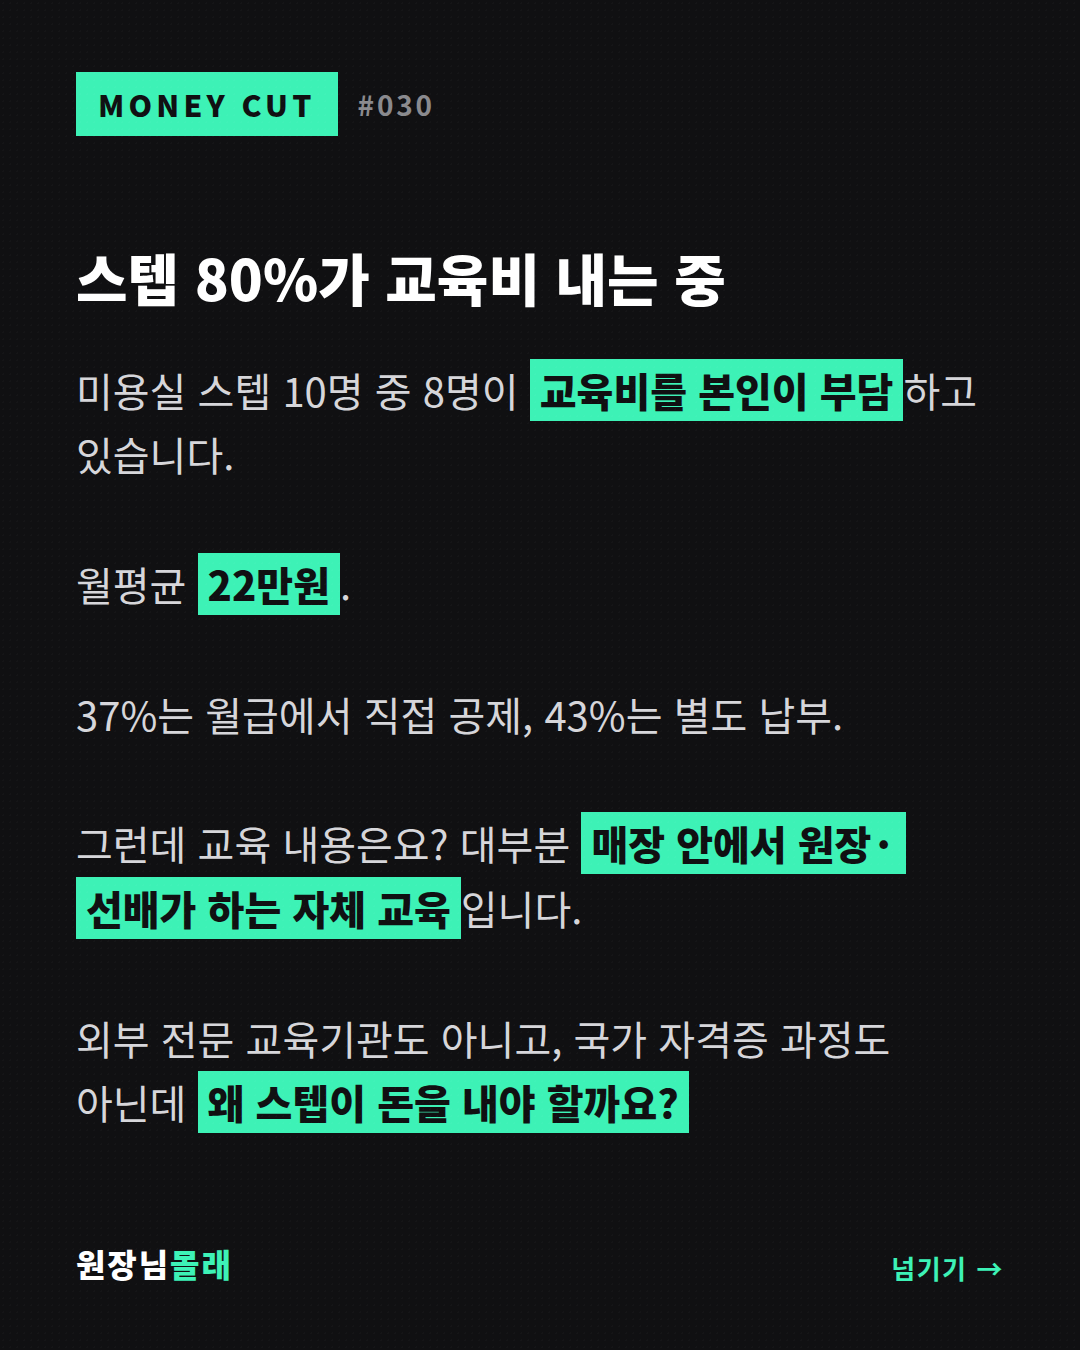 MONEY CUT #030
스텝 80%가 교육비 내는 중
미용실 스텝 10명 중 8명이 교육비를 본인이 부담하고
있습니다.
월평균 22만원.
37%는 월급에서 직접 공제, 43%는 별도 납부.
그런데 교육 내용은요? 대부분 매장 안에서 원장·
선배가 하는 자체 교육입니다.
외부 전문 교육기관도 아니고, 국가 자격증 과정도
아닌데 왜 스텝이 돈을 내야 할까요?
원장님몰래
넘기기 →